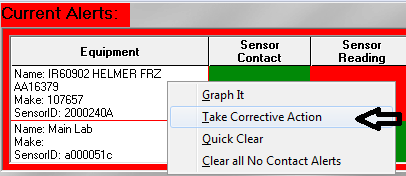 Current Alerts:
Equipment
Sensor Contact
Sensor Reading
Name: IR60902 HELMER FRZ
AA16379
Make: 107657
SensorID: 2000240A
Name: Main Lab
Make:
SensorID: a000051c
Graph It
Take Corrective Action
Quick Clear
Clear all No Contact Alerts